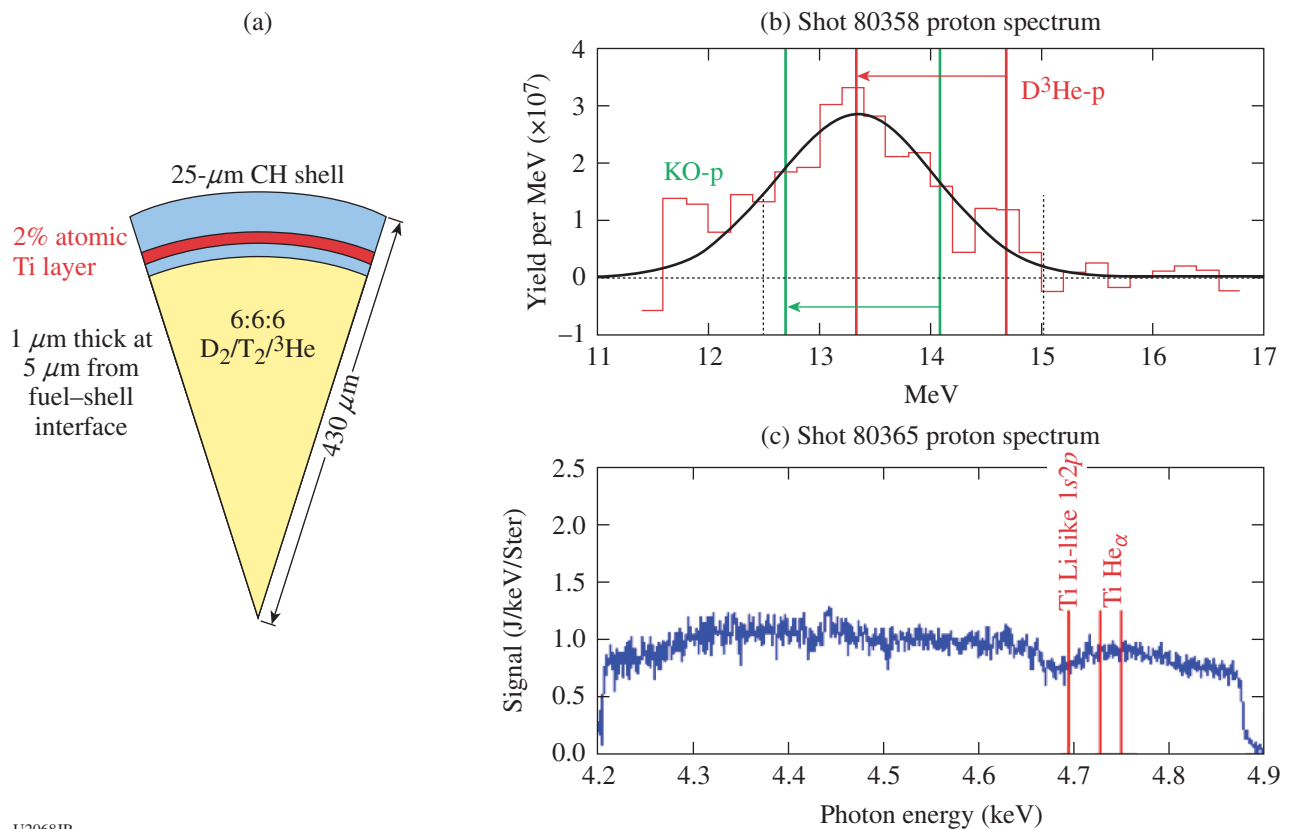 (a)
25-μm CH shell
2% atomic
Ti layer
6:6:6
D₂/T₂/³He
1 μm thick at
5 μm from
fuel–shell
interface
430 μm
(b) Shot 80358 proton spectrum
Yield per MeV (×10⁷)
4
3
2
1
0
–1
D³He-p
KO-p
11 12 13 14 15 16 17
MeV
(c) Shot 80365 proton spectrum
Signal (J/keV/Ster)
2.5
2.0
1.5
1.0
0.5
0.0
Ti Li-like 1s2p
Ti Heα
4.2 4.3 4.4 4.5 4.6 4.7 4.8 4.9
Photon energy (keV)